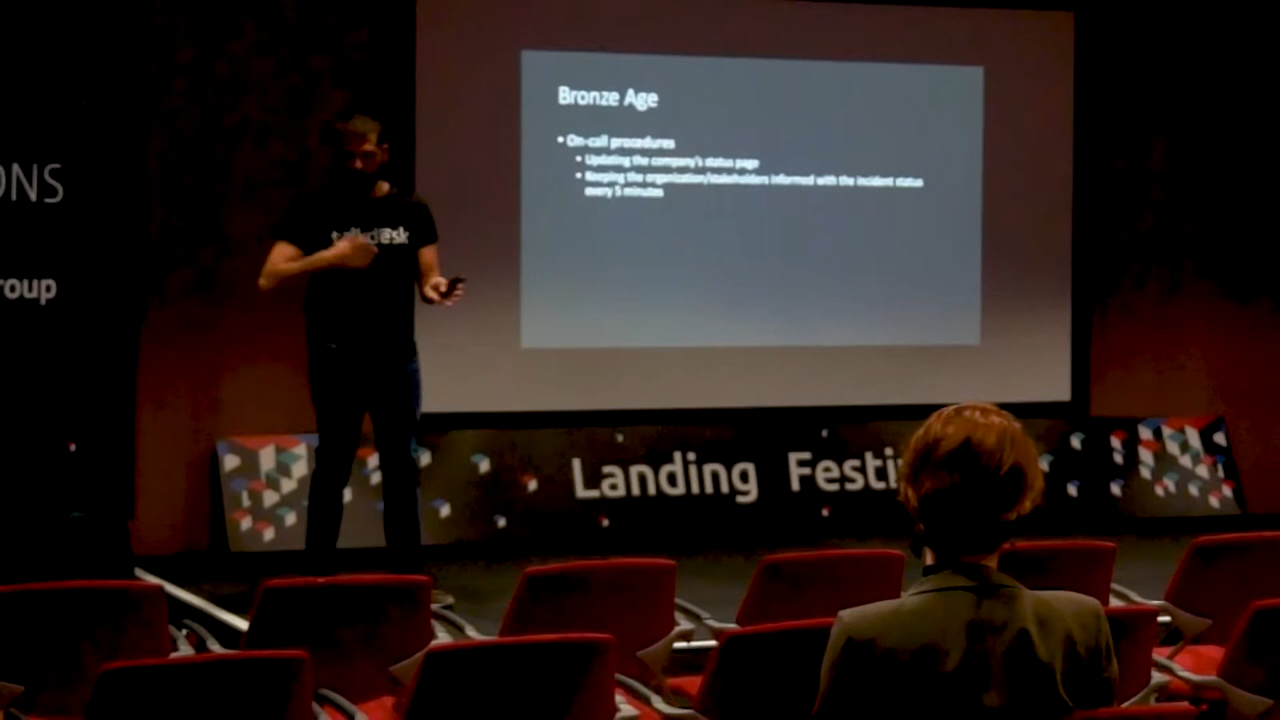 ONS
roup
talkdesk
Bronze Age
• On-call procedures
• Updating the company's status page
• Keeping the organization/stakeholders informed with the incident status
every 5 minutes
Landing Festi